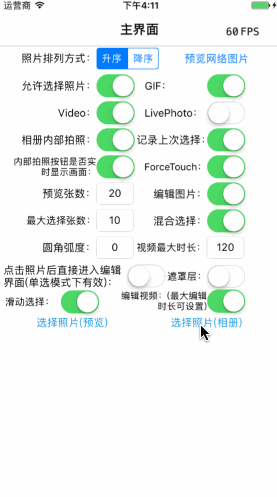 运营商 下午4:11
主界面 60 FPS
照片排列方式: 升序 降序 预览网络图片
允许选择照片: GIF:
Video: LivePhoto:
相册内部拍照: 记录上次选择:
内部拍照按钮是否实
时显示画面: ForceTouch:
预览张数: 20 编辑图片:
最大选择张数: 10 混合选择:
圆角弧度: 0 视频最大时长: 120
点击照片后直接进入编辑
界面(单选模式下有效): 遮罩层:
滑动选择: 编辑视频: (最大编辑
时长可设置)
选择照片(预览) 选择照片(相册)